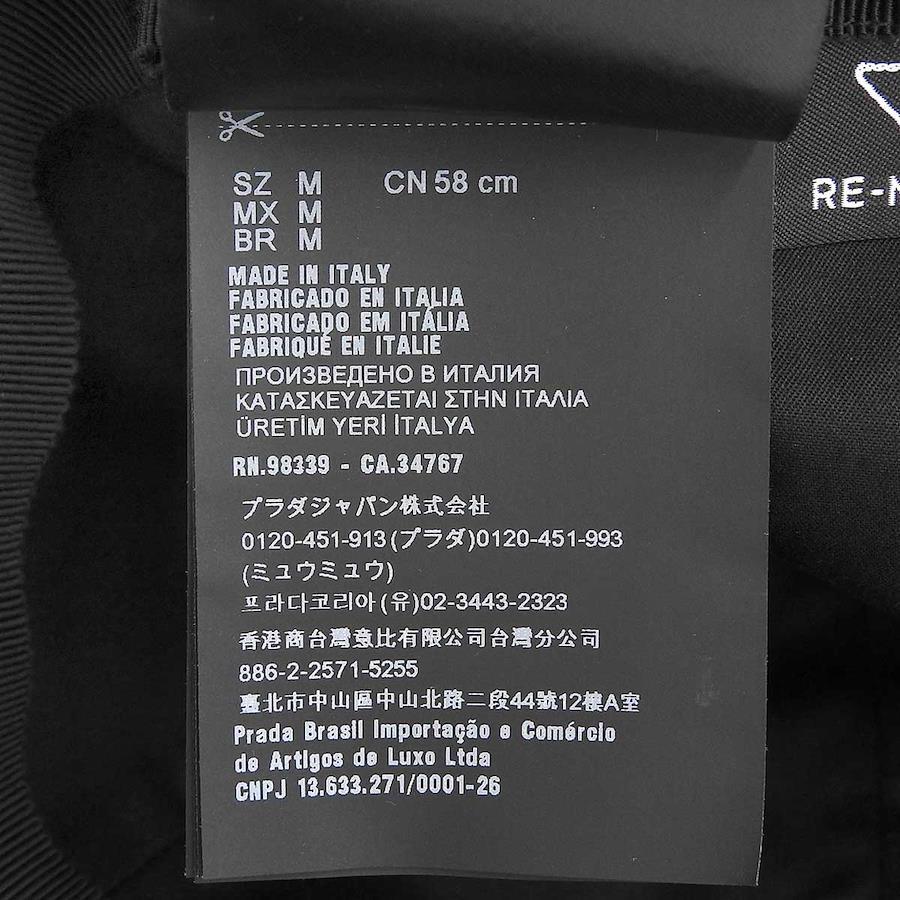 SZ M CN 58 cm
MX M
BR M
MADE IN ITALY
FABRICADO EN ITALIA
FABRICADO EM ITÁLIA
FABRIQUÉ EN ITALIE
ПРОИЗВЕДЕНО В ИТАЛИЯ
ΚΑΤΑΣΚΕΥΑΖΕΤΑΙ ΣΤΗΝ ΙΤΑΛΙΑ
ÜRETİM YERİ İTALYA
RN.98339 - CA.34767
プラダジャパン株式会社
0120-451-913(プラダ)0120-451-993
(ミュウミュウ)
프라다코리아(유)02-3443-2323
香港商台灣意比有限公司台灣分公司
886-2-2571-5255
臺北市中山區中山北路二段44號12樓A室
Prada Brasil Importação e Comércio
de Artigos de Luxo Ltda
CNPJ 13.633.271/0001-26